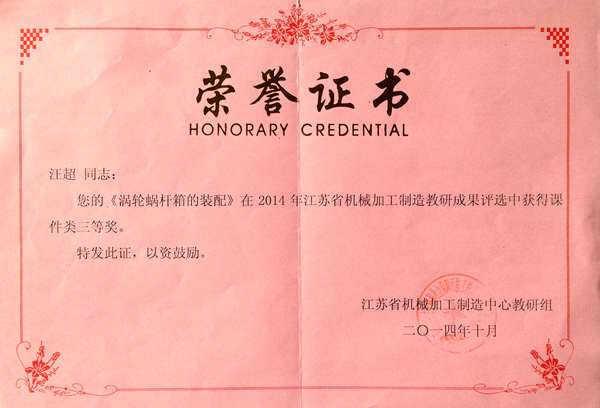 荣誉证书
HONORARY CREDENTIAL
汪超 同志：
您的《涡轮蜗杆箱的装配》在 2014 年江苏省机械加工制造教研成果评选中获得课
件类三等奖。
特发此证，以资鼓励。
江苏省机械加工制造中心教研组
二〇一四年十月